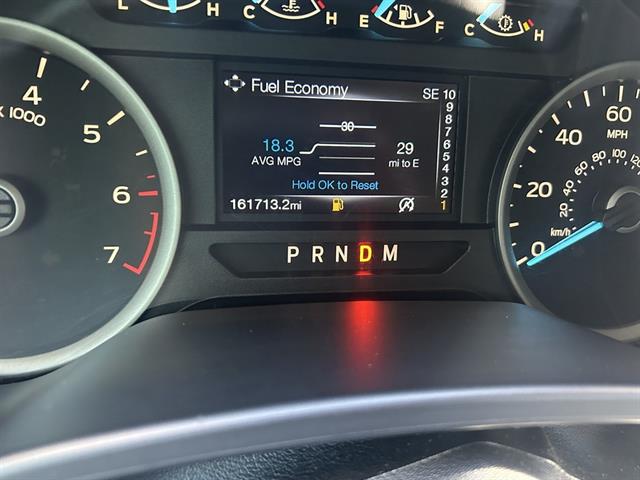 L H C H E F C H
Fuel Economy SE 10
9
8
7
6
5
4
3
2
1
30
18.3
AVG MPG
29
mi to E
Hold OK to Reset
161713.2mi
P R N D M
4
X 1000
5
6
7
60
MPH
40
20
0
120
100
80
60
40
20
km/h